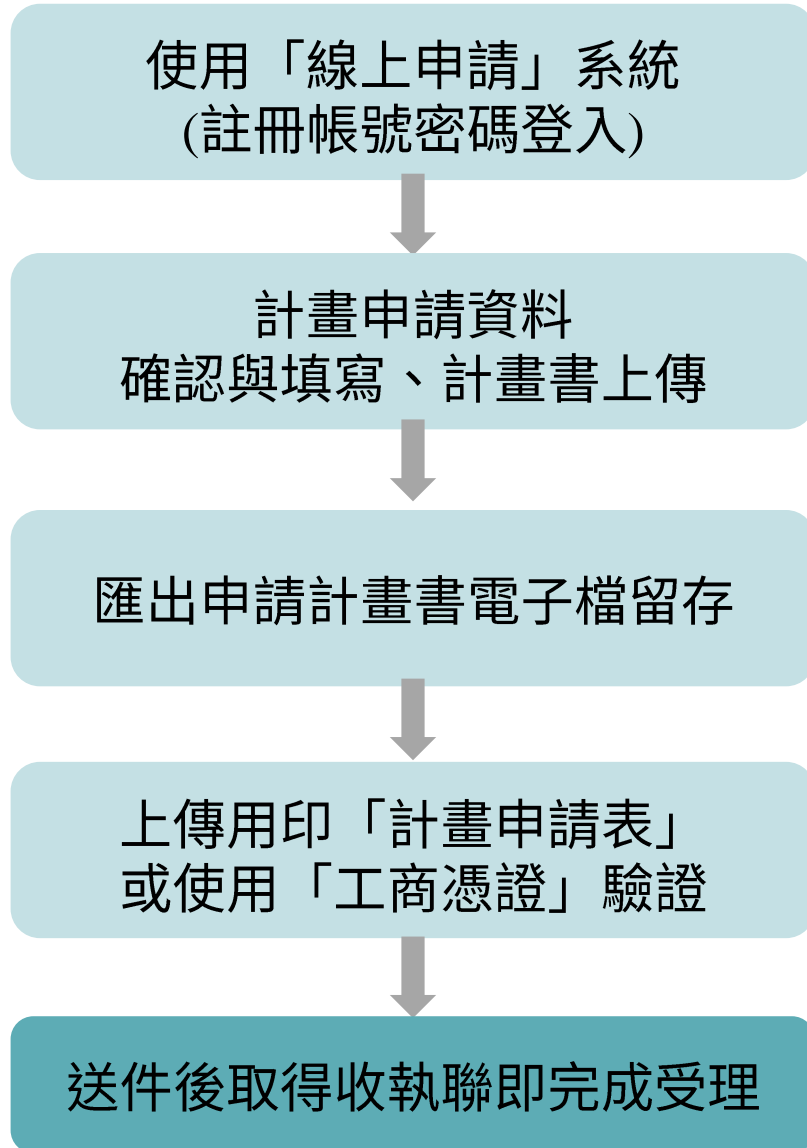 使用「線上申請」系統
(註冊帳號密碼登入)
計畫申請資料
確認與填寫、計畫書上傳
匯出申請計畫書電子檔留存
上傳用印「計畫申請表」
或使用「工商憑證」驗證
送件後取得收執聯即完成受理